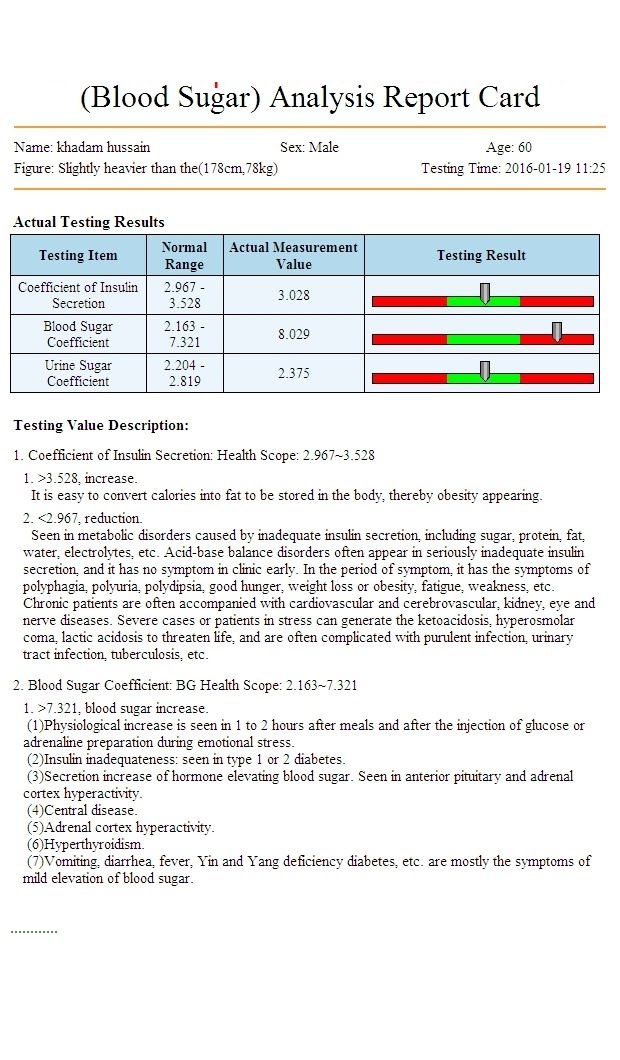 (Blood Sugar) Analysis Report Card
Name: khadam hussain Sex: Male Age: 60
Figure: Slightly heavier than the(178cm,78kg) Testing Time: 2016-01-19 11:25
Actual Testing Results
Testing Item Normal Range Actual Measurement Value Testing Result
Coefficient of Insulin Secretion 2.967 - 3.528 3.028
Blood Sugar Coefficient 2.163 - 7.321 8.029
Urine Sugar Coefficient 2.204 - 2.819 2.375
Testing Value Description:
1. Coefficient of Insulin Secretion: Health Scope: 2.967~3.528
1. >3.528, increase.
It is easy to convert calories into fat to be stored in the body, thereby obesity appearing.
2. <2.967, reduction.
Seen in metabolic disorders caused by inadequate insulin secretion, including sugar, protein, fat,
water, electrolytes, etc. Acid-base balance disorders often appear in seriously inadequate insulin
secretion, and it has no symptom in clinic early. In the period of symptom, it has the symptoms of
polyphagia, polyuria, polydipsia, good hunger, weight loss or obesity, fatigue, weakness, etc.
Chronic patients are often accompanied with cardiovascular and cerebrovascular, kidney, eye and
nerve diseases. Severe cases or patients in stress can generate the ketoacidosis, hyperosmolar
coma, lactic acidosis to threaten life, and are often complicated with purulent infection, urinary
tract infection, tuberculosis, etc.
2. Blood Sugar Coefficient: BG Health Scope: 2.163~7.321
1. >7.321, blood sugar increase.
(1)Physiological increase is seen in 1 to 2 hours after meals and after the injection of glucose or
adrenaline preparation during emotional stress.
(2)Insulin inadequateness: seen in type 1 or 2 diabetes.
(3)Secretion increase of hormone elevating blood sugar. Seen in anterior pituitary and adrenal
cortex hyperactivity.
(4)Central disease.
(5)Adrenal cortex hyperactivity.
(6)Hyperthyroidism.
(7)Vomiting, diarrhea, fever, Yin and Yang deficiency diabetes, etc. are mostly the symptoms of
mild elevation of blood sugar.
............